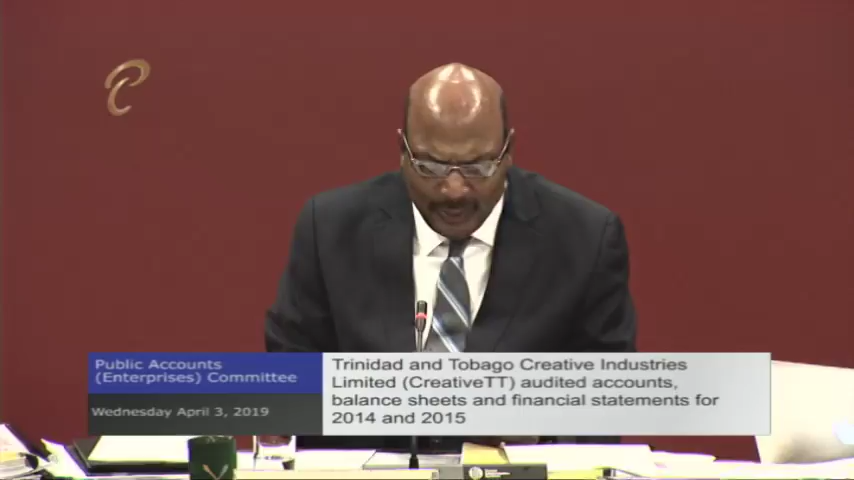 Public Accounts
(Enterprises) Committee
Wednesday April 3, 2019
Trinidad and Tobago Creative Industries
Limited (CreativeTT) audited accounts,
balance sheets and financial statements for
2014 and 2015